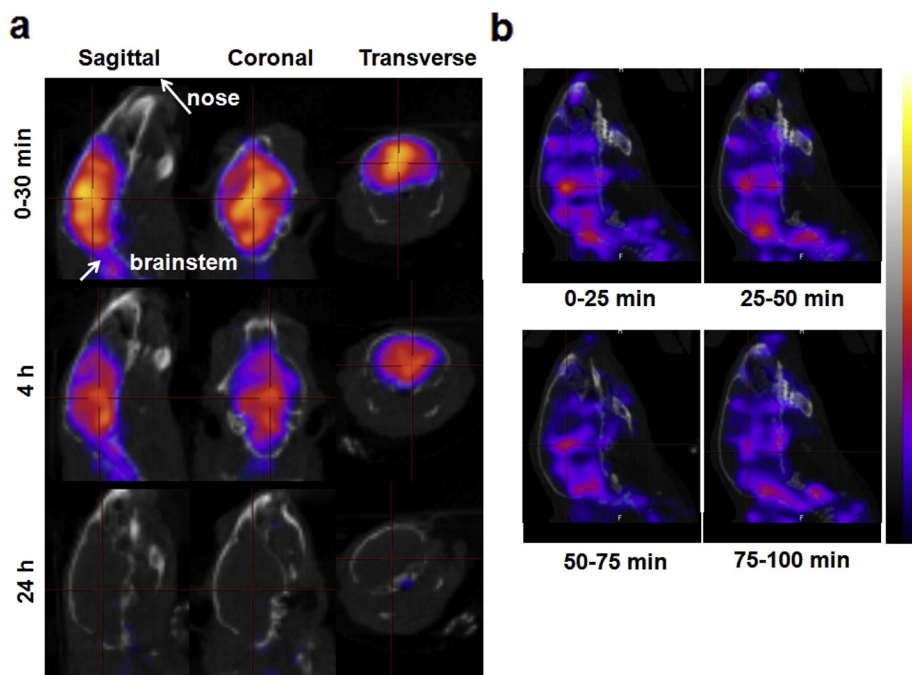 a
b
Sagittal Coronal Transverse
nose
0-30 min
brainstem
4 h
24 h
H
H
F
F
0-25 min 25-50 min
H
H
F
F
50-75 min 75-100 min